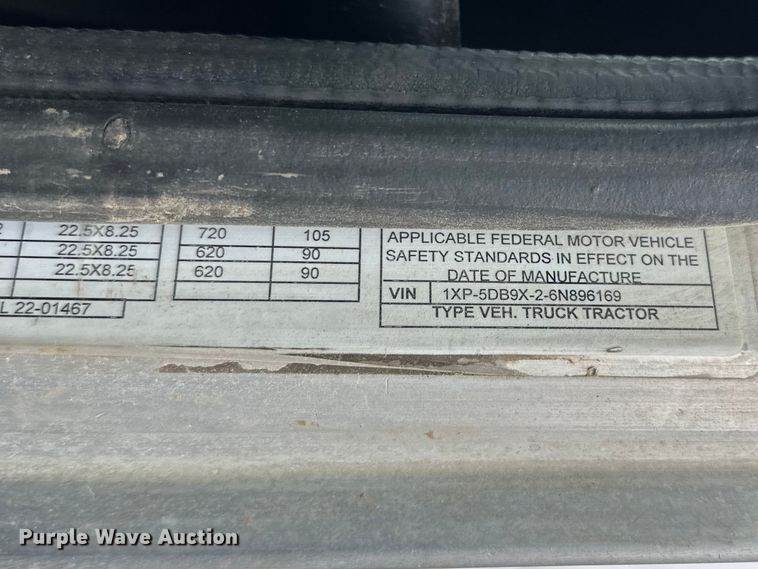 22.5X8.25 720 105
22.5X8.25 620 90
22.5X8.25 620 90
L 22-01467
APPLICABLE FEDERAL MOTOR VEHICLE
SAFETY STANDARDS IN EFFECT ON THE
DATE OF MANUFACTURE
VIN 1XP-5DB9X-2-6N896169
TYPE VEH. TRUCK TRACTOR
Purple Wave Auction